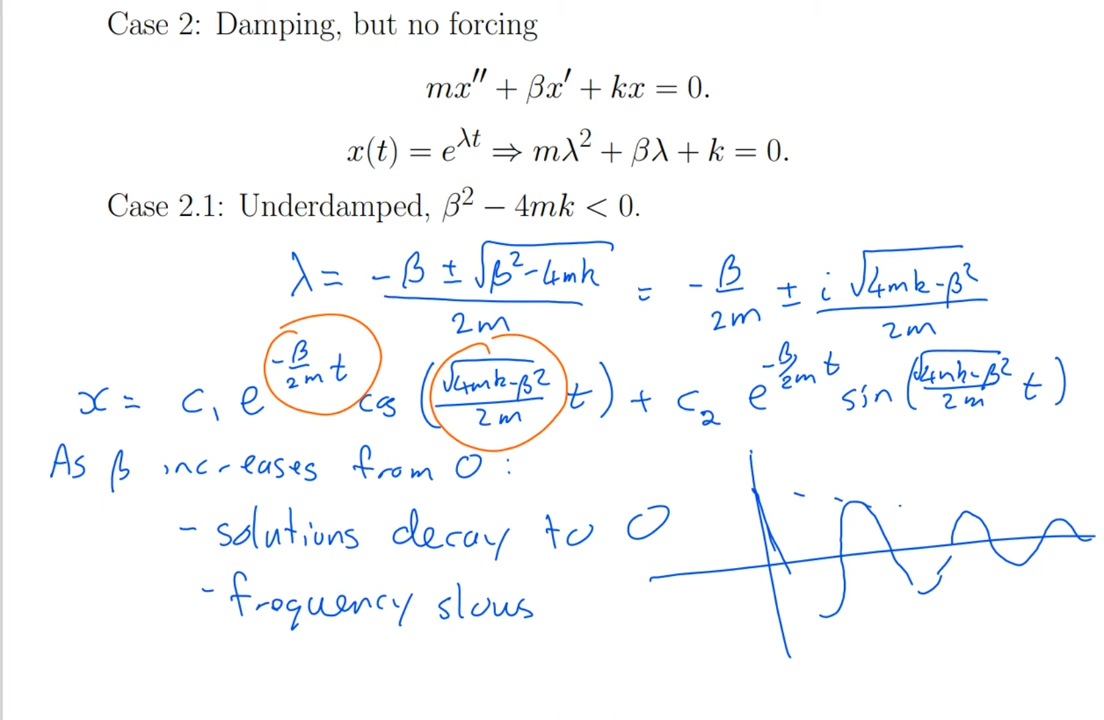 Case 2: Damping, but no forcing
mx″ + βx′ + kx = 0.
x(t) = e^{λt} ⇒ mλ² + βλ + k = 0.
Case 2.1: Underdamped, β² − 4mk < 0.
λ = (−β ± √(β²−4mk)) / 2m = −β/2m ± i √(4mk−β²) / 2m
x = c₁ e^{−β/2m t} cos (√(4mk−β²)/2m t) + c₂ e^{−β/2m t} sin (√(4mk−β²)/2m t)
As β increases from 0 :
- solutions decay to 0
- frequency slows